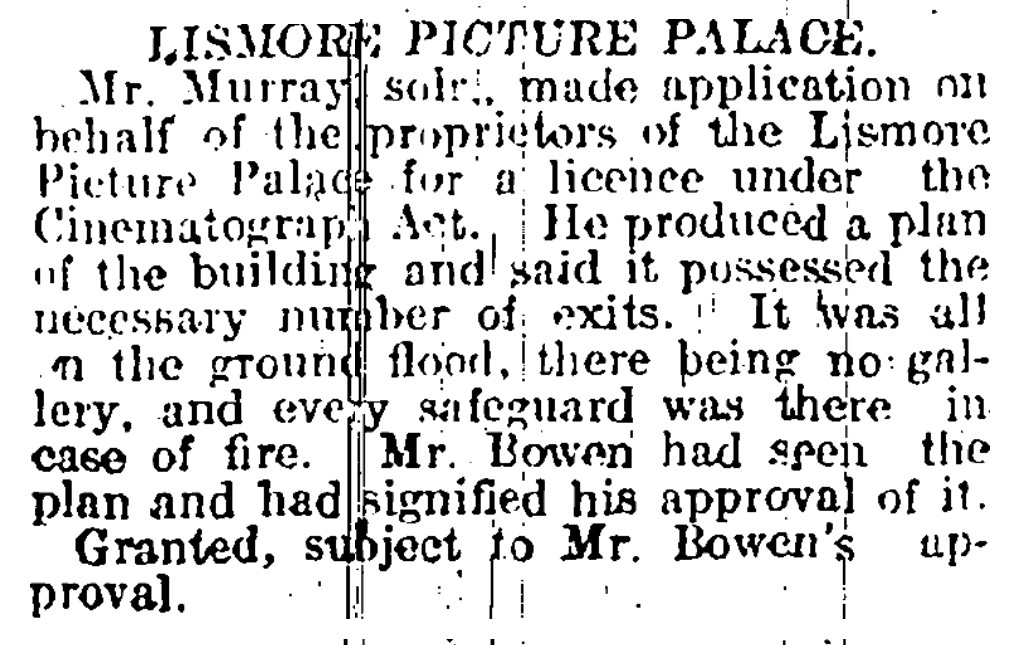 LISMORE PICTURE PALACE.
Mr. Murray, solr., made application on
behalf of the proprietors of the Lismore
Picture Palace for a licence under the
Cinematograph Act. He produced a plan
of the building and said it possessed the
necessary number of exits. It was all
on the ground flood, there being no gal-
lery, and every safeguard was there in
case of fire. Mr. Bowen had seen the
plan and had signified his approval of it.
Granted, subject to Mr. Bowen's ap-
proval.